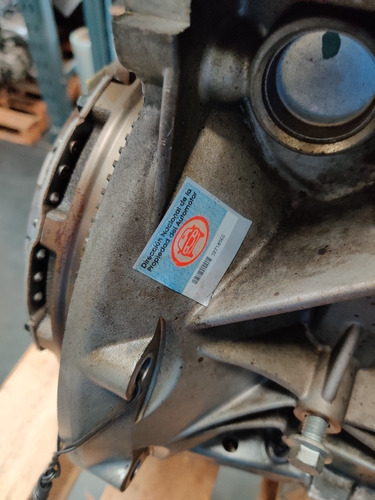 Dirección Nacional de la
Propiedad del Automotor